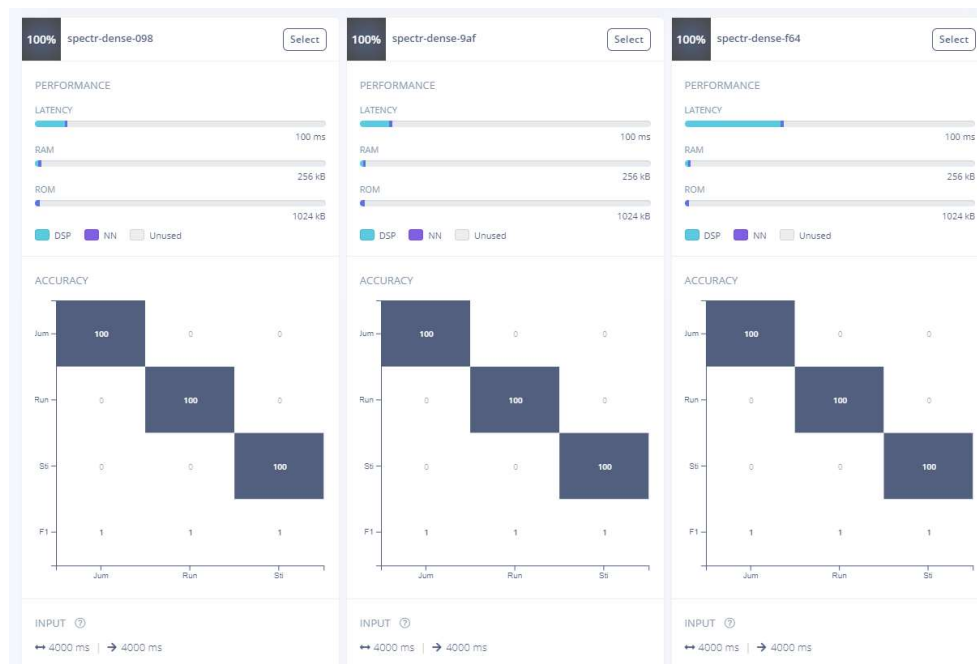 100% spectr-dense-098 Select
PERFORMANCE
LATENCY
100 ms
RAM
256 kB
ROM
1024 kB
DSP NN Unused
ACCURACY
Jum 100 0 0
Run 0 100 0
Sti 0 0 100
F1 1 1 1
Jum Run Sti
INPUT ?
4000 ms | 4000 ms
100% spectr-dense-9af Select
PERFORMANCE
LATENCY
100 ms
RAM
256 kB
ROM
1024 kB
DSP NN Unused
ACCURACY
Jum 100 0 0
Run 0 100 0
Sti 0 0 100
F1 1 1 1
Jum Run Sti
INPUT ?
4000 ms | 4000 ms
100% spectr-dense-f64 Select
PERFORMANCE
LATENCY
100 ms
RAM
256 kB
ROM
1024 kB
DSP NN Unused
ACCURACY
Jum 100 0 0
Run 0 100 0
Sti 0 0 100
F1 1 1 1
Jum Run Sti
INPUT ?
4000 ms | 4000 ms